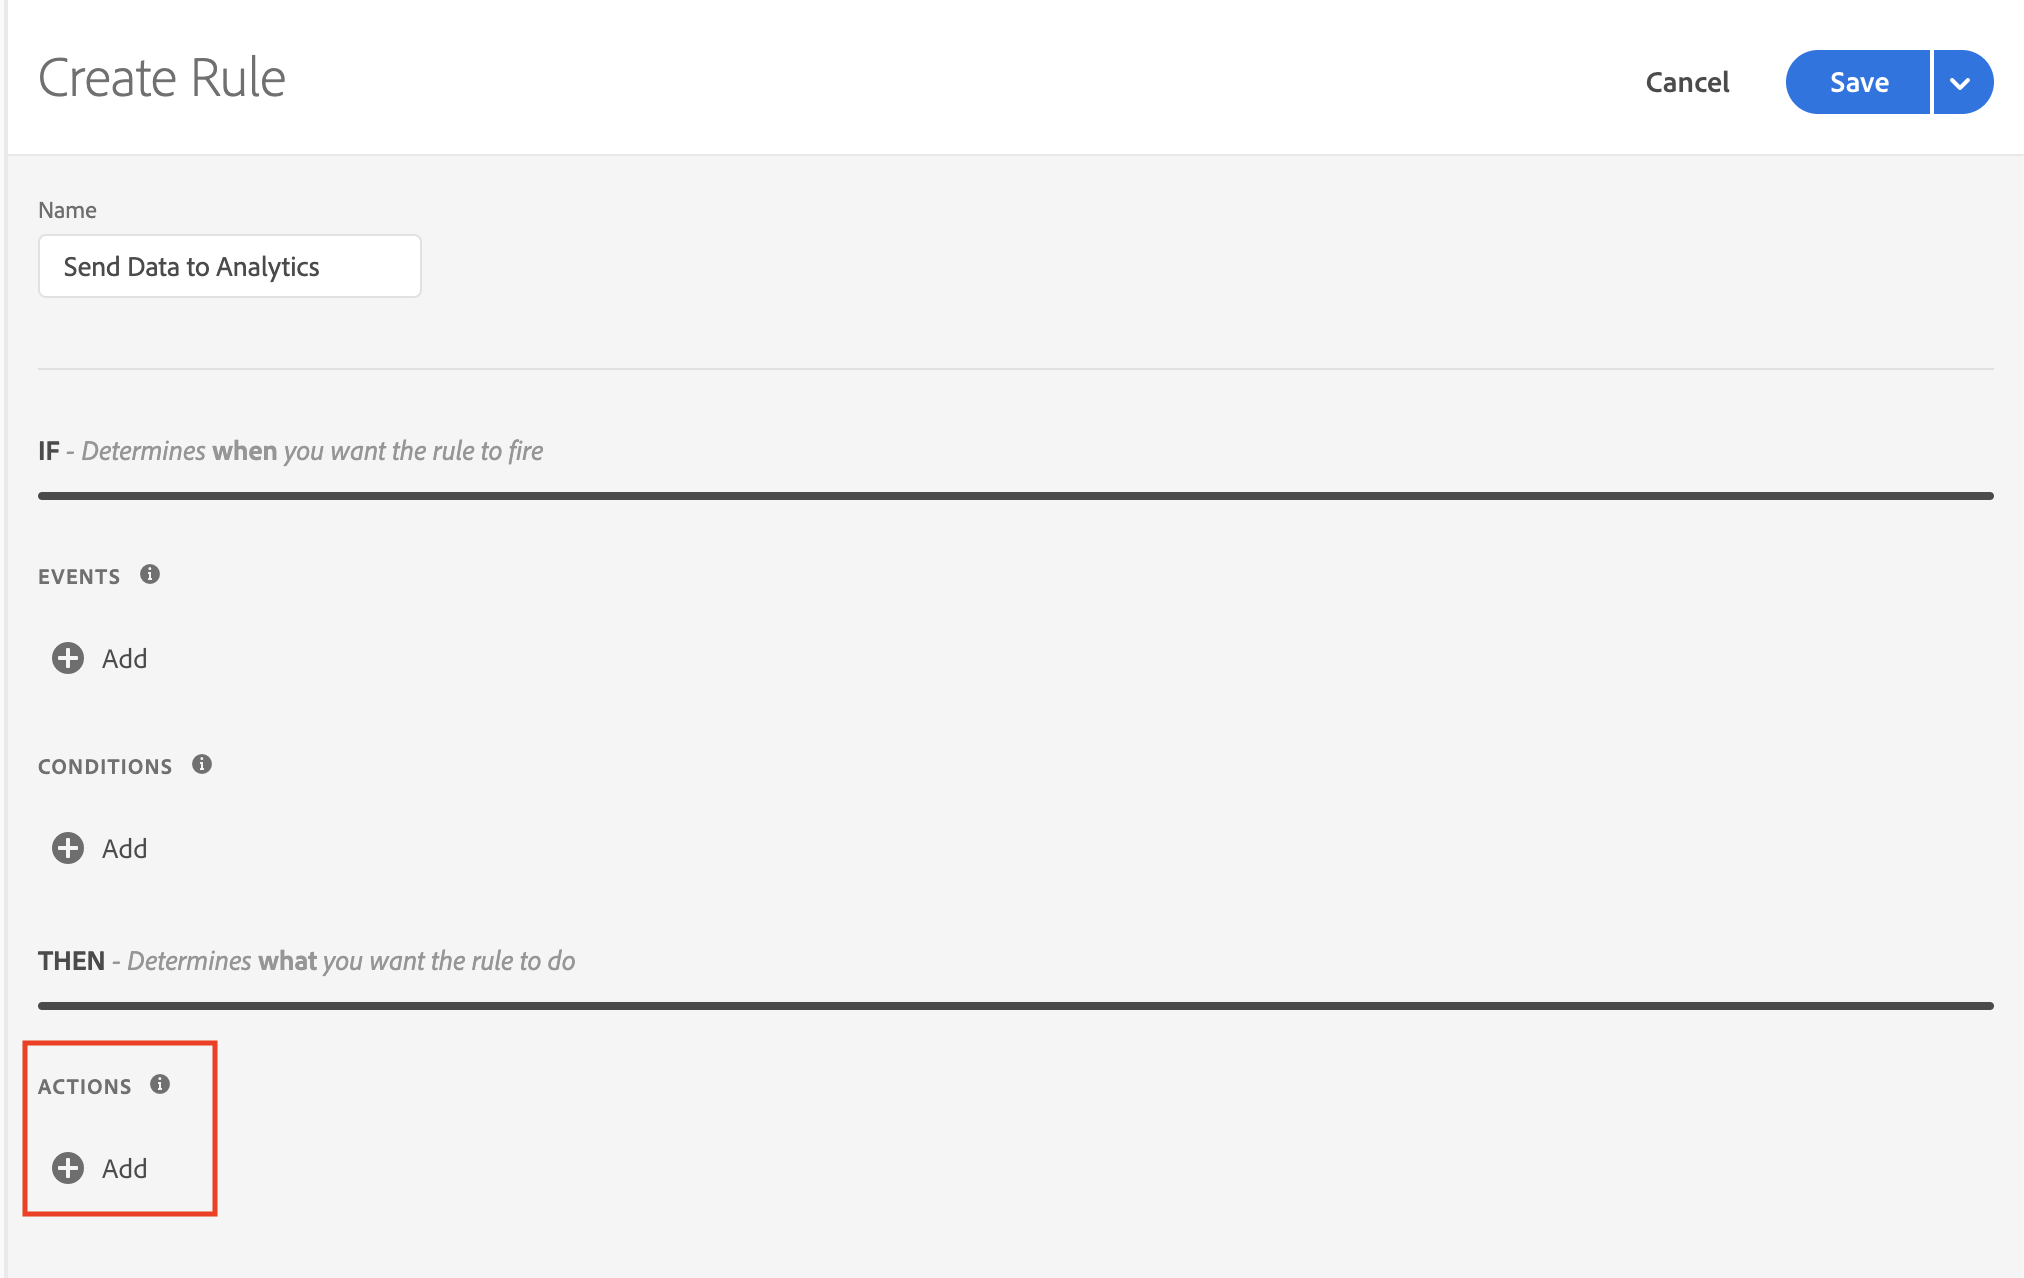 Create Rule
Cancel
Save
Name
Send Data to Analytics
IF - Determines when you want the rule to fire
EVENTS
Add
CONDITIONS
Add
THEN - Determines what you want the rule to do
ACTIONS
Add